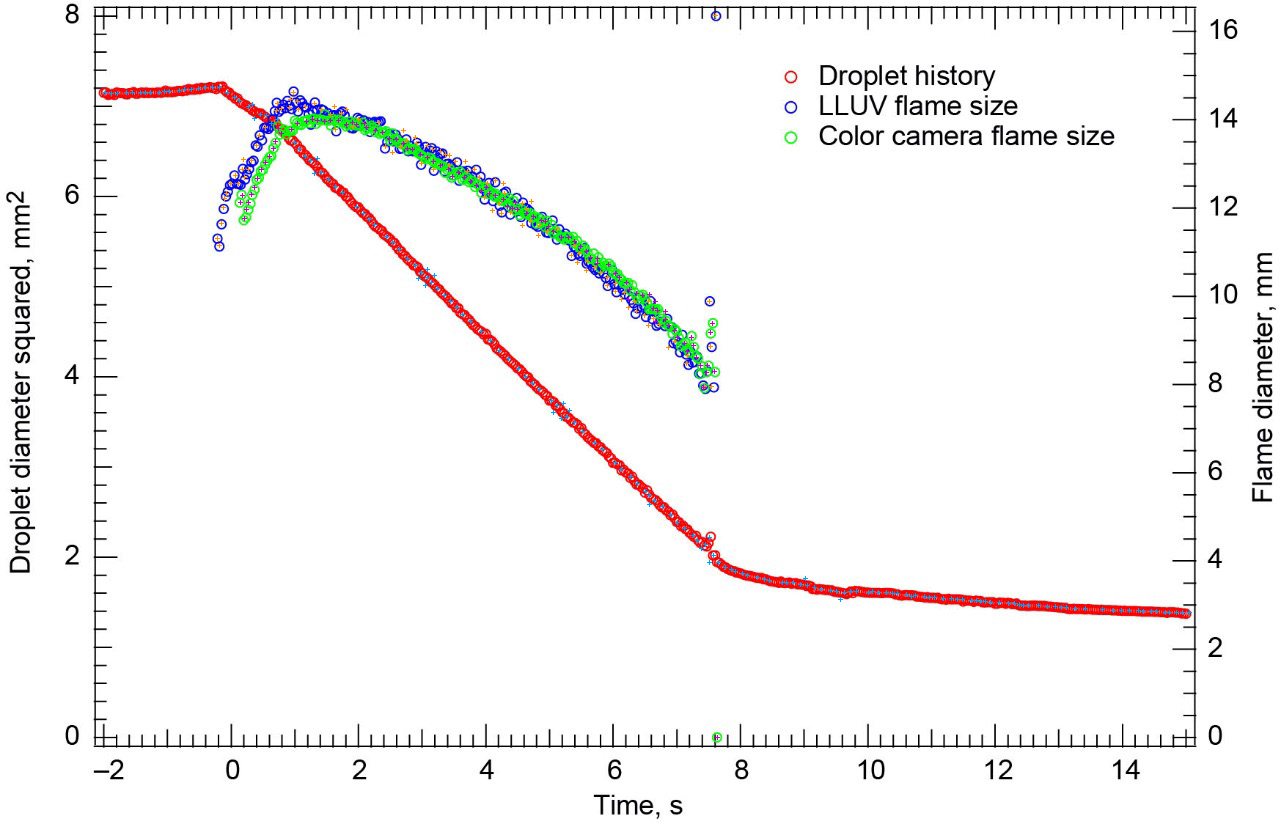 8
6
4
2
0
Droplet diameter squared, mm2
Droplet history
LLUV flame size
Color camera flame size
16
14
12
10
8
6
4
2
0
Flame diameter, mm
–2 0 2 4 6 8 10 12 14
Time, s